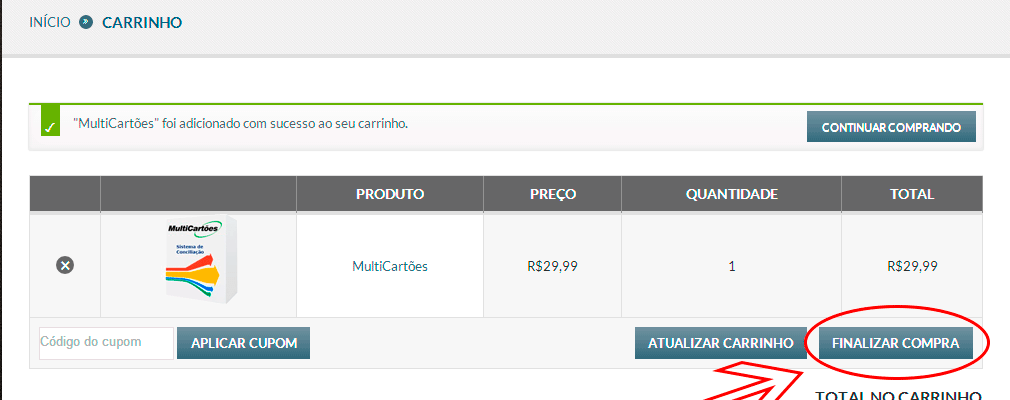 INÍCIO » CARRINHO
"MultiCartões" foi adicionado com sucesso ao seu carrinho.
CONTINUAR COMPRANDO
PRODUTO PREÇO QUANTIDADE TOTAL
MultiCartões
Sistema de
Conciliação
MultiCartões R$29,99 1 R$29,99
Código do cupom APLICAR CUPOM ATUALIZAR CARRINHO FINALIZAR COMPRA
TOTAL NO CARRINHO